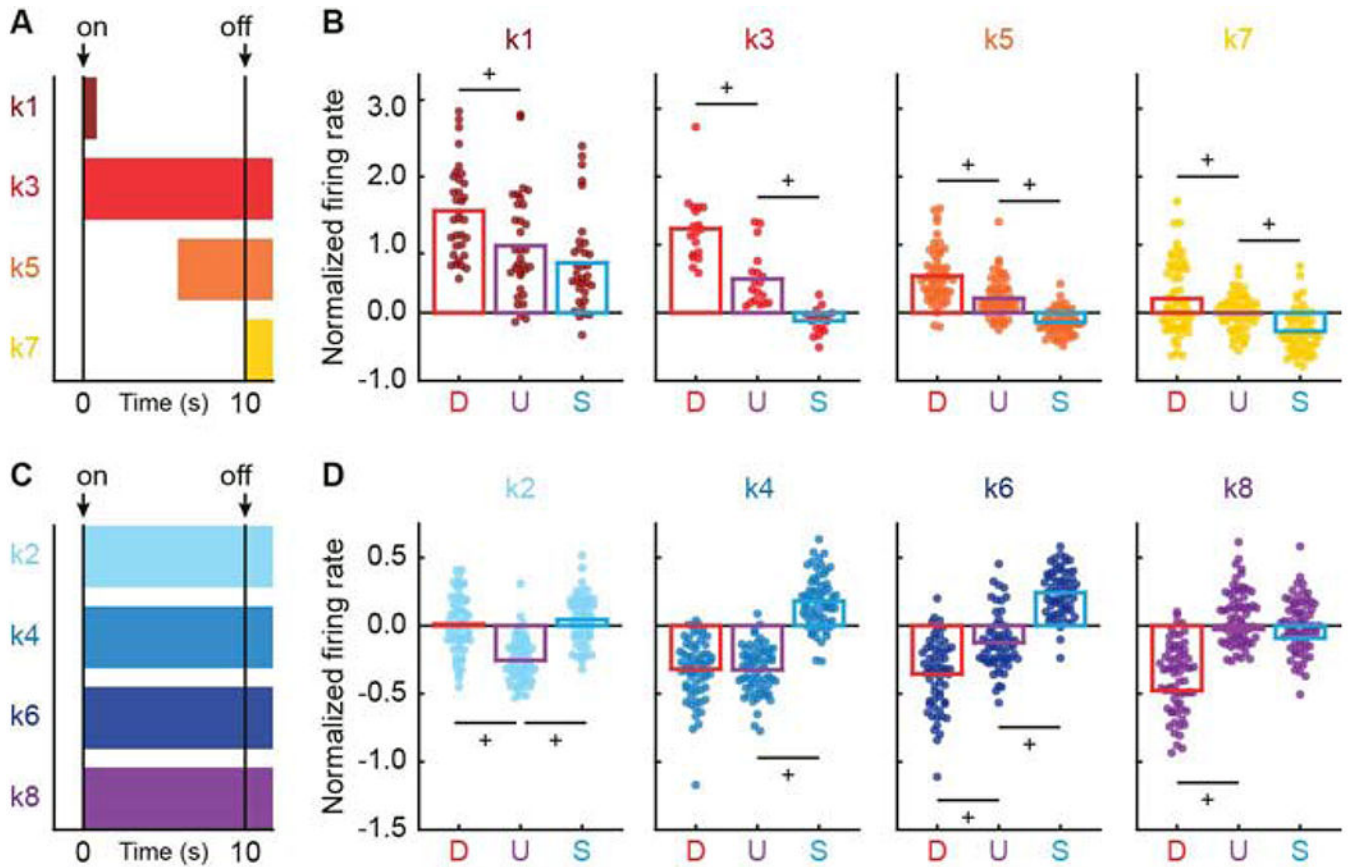 A
on off
k1
k3
k5
k7
0 Time (s) 10
B
k1 k3 k5 k7
Normalized firing rate
3.0
2.0
1.0
0.0
-1.0
+
+ +
+ +
+ +
D U S D U S D U S D U S
C
on off
k2
k4
k6
k8
0 Time (s) 10
D
k2 k4 k6 k8
Normalized firing rate
0.5
0.0
-0.5
-1.0
-1.5
+ +
+
+ +
+
D U S D U S D U S D U S